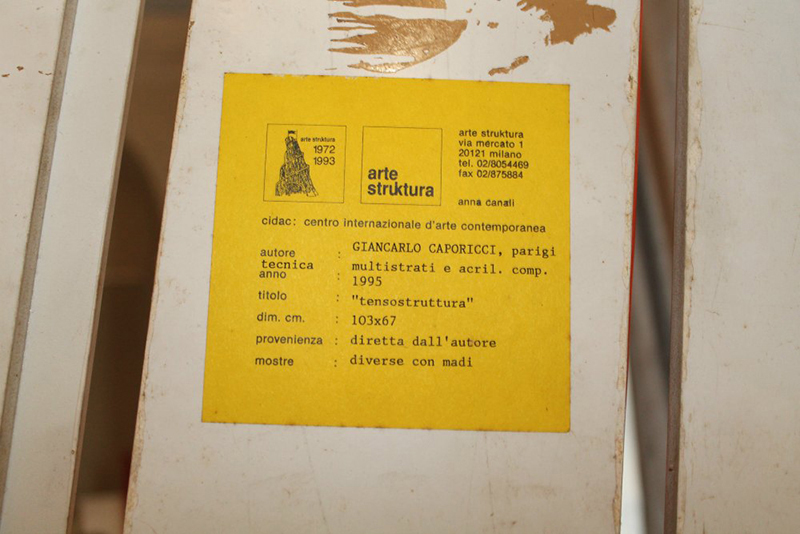 arte struktura
1972
1993
arte
struktura
arte struktura
via mercato 1
20121 milano
tel. 02/8054469
fax 02/875884
anna canali
cidac: centro internazionale d'arte contemporanea
autore : GIANCARLO CAPORICCI, parigi
tecnica multistrati e acril. comp.
anno : 1995
titolo : "tensostruttura"
dim. cm. : 103x67
provenienza : diretta dall'autore
mostre : diverse con madi